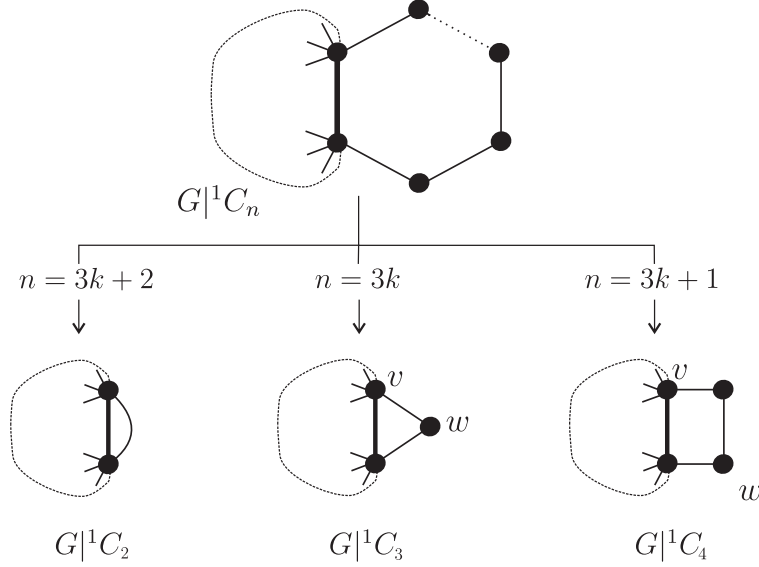 G|¹Cₙ
n = 3k + 2 n = 3k n = 3k + 1
v v
w
w
G|¹C₂ G|¹C₃ G|¹C₄